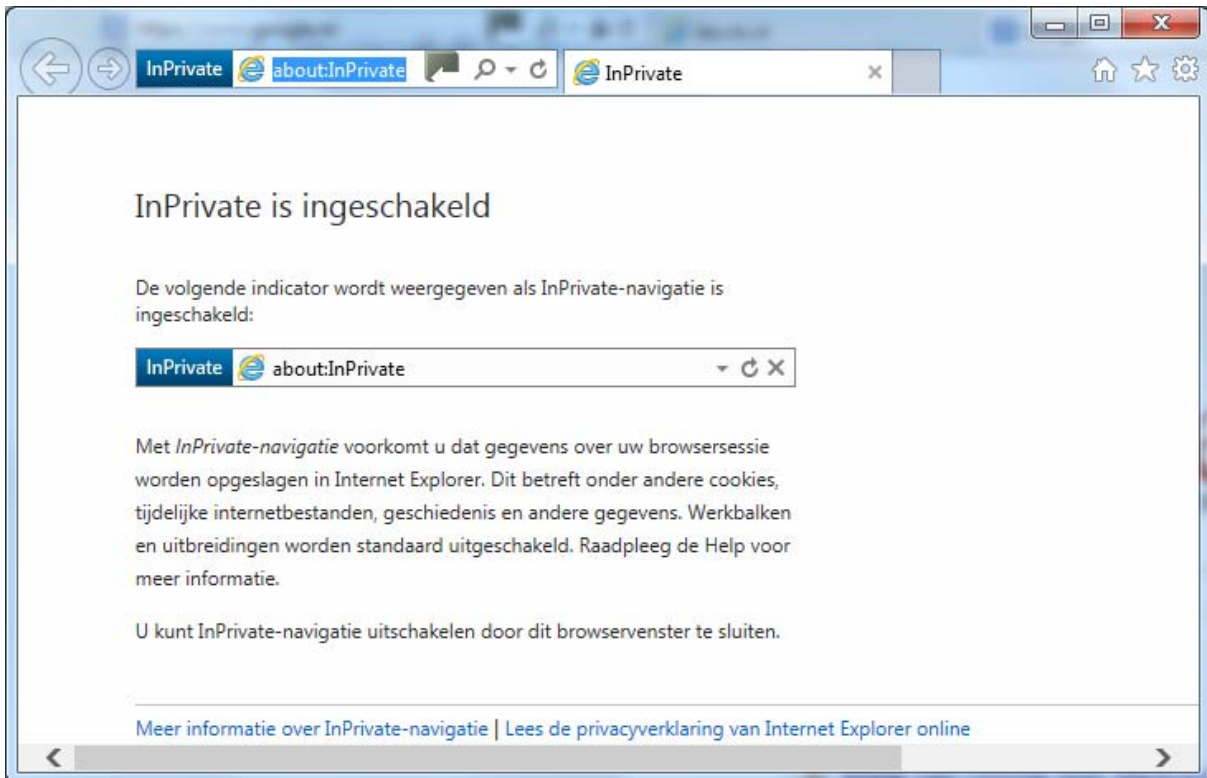 InPrivate about:InPrivate InPrivate
InPrivate is ingeschakeld
De volgende indicator wordt weergegeven als InPrivate-navigatie is
ingeschakeld:
InPrivate about:InPrivate
Met InPrivate-navigatie voorkomt u dat gegevens over uw browsersessie
worden opgeslagen in Internet Explorer. Dit betreft onder andere cookies,
tijdelijke internetbestanden, geschiedenis en andere gegevens. Werkbalken
en uitbreidingen worden standaard uitgeschakeld. Raadpleeg de Help voor
meer informatie.
U kunt InPrivate-navigatie uitschakelen door dit browservenster te sluiten.
Meer informatie over InPrivate-navigatie | Lees de privacyverklaring van Internet Explorer online